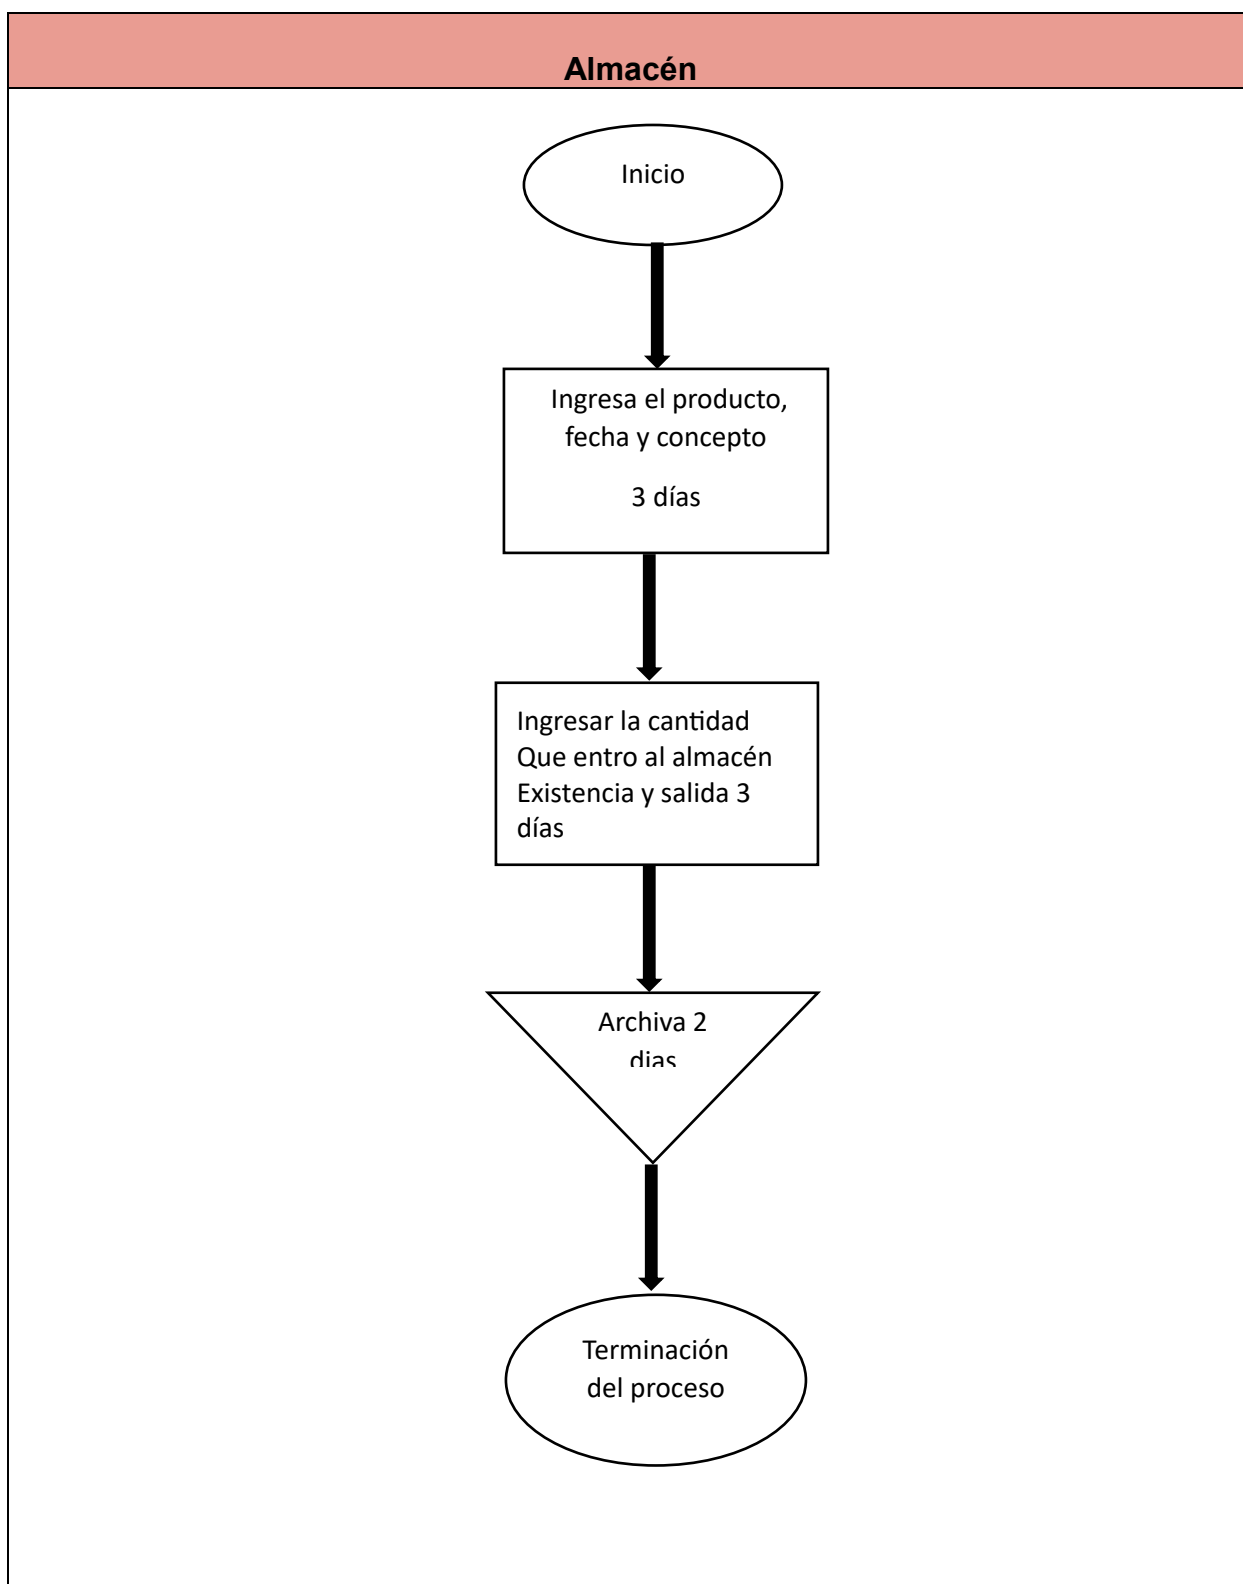 Almacén
Inicio
Ingresa el producto,
fecha y concepto
3 días
Ingresar la cantidad
Que entro al almacén
Existencia y salida 3
días
Archiva 2
dias
Terminación
del proceso